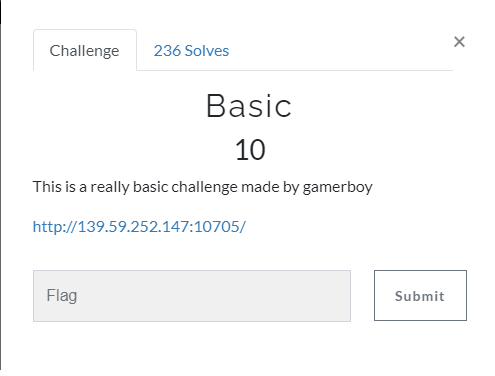 Challenge
236 Solves
×
Basic
10
This is a really basic challenge made by gamerboy
http://139.59.252.147:10705/
Flag
Submit